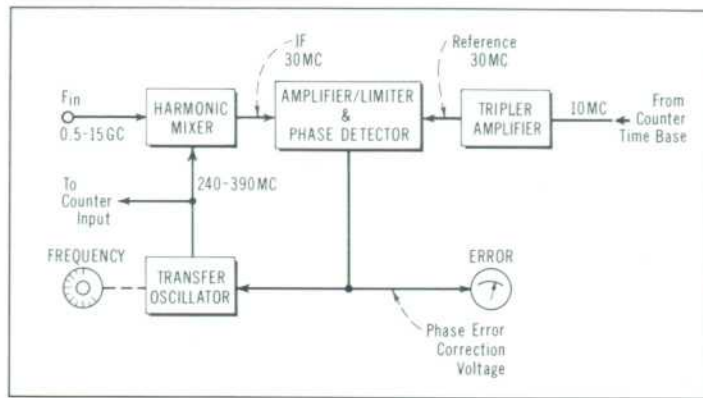 IF
30MC
Reference
30MC
Fin
0.5-15GC
HARMONIC
MIXER
AMPLIFIER/LIMITER
&
PHASE DETECTOR
TRIPLER
AMPLIFIER
10MC
From
Counter
Time Base
240-390MC
To
Counter
Input
FREQUENCY
TRANSFER
OSCILLATOR
ERROR
Phase Error
Correction
Voltage